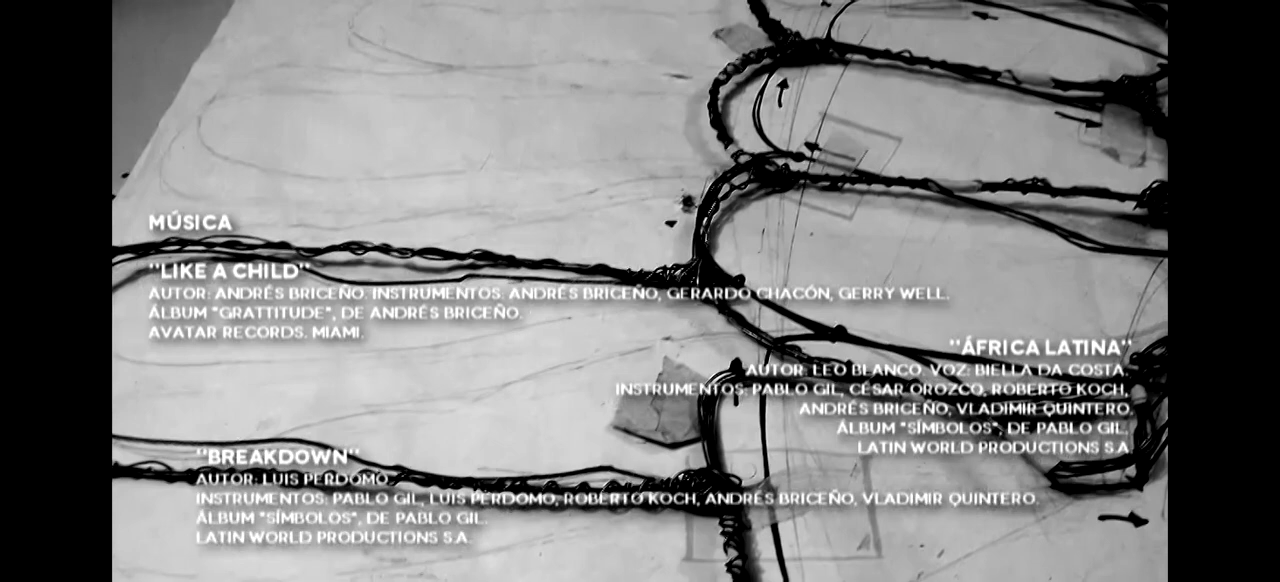 MÚSICA
"LIKE A CHILD"
AUTOR: ANDRÉS BRICEÑO. INSTRUMENTOS. ANDRÉS BRICEÑO, GERARDO CHACÓN, GERRY WELL.
ÁLBUM "GRATTITUDE", DE ANDRÉS BRICEÑO.
AVATAR RECORDS. MIAMI.
"ÁFRICA LATINA"
AUTOR: LEO BLANCO. VOZ: BIELLA DA COSTA.
INSTRUMENTOS: PABLO GIL, CÉSAR OROZCO, ROBERTO KOCH,
ANDRÉS BRICEÑO, VLADIMIR QUINTERO.
ÁLBUM "SÍMBOLOS", DE PABLO GIL.
LATIN WORLD PRODUCTIONS S.A.
"BREAKDOWN"
AUTOR: LUIS PERDOMO.
INSTRUMENTOS: PABLO GIL, LUIS PERDOMO, ROBERTO KOCH, ANDRÉS BRICEÑO, VLADIMIR QUINTERO.
ÁLBUM "SÍMBOLOS", DE PABLO GIL.
LATIN WORLD PRODUCTIONS S.A.